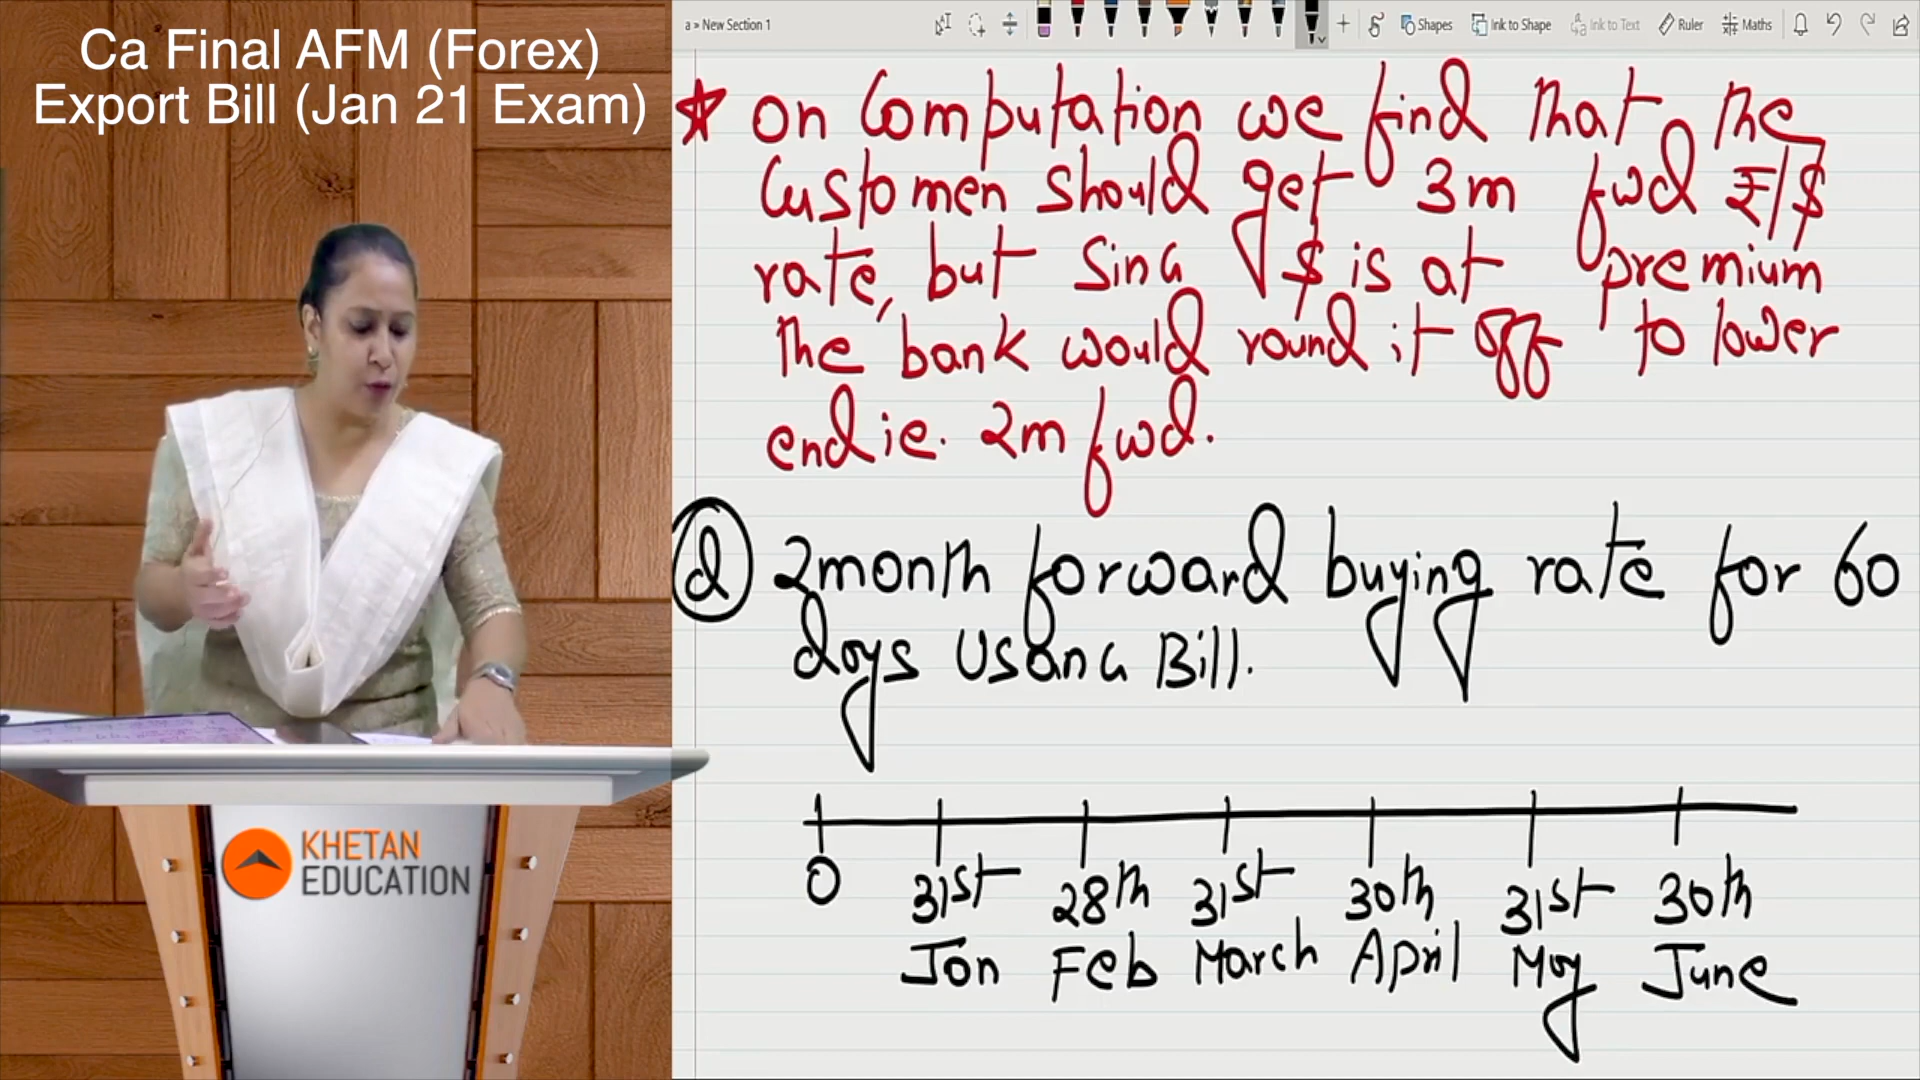 Ca Final AFM (Forex)
Export Bill (Jan 21 Exam)
a » New Section 1
Shapes
Ink to Shape
Ink to Text
Ruler
Maths
★ on Computation we find that the
Customer should get 3m fwd ₹/$
rate, but Sinc $ is at premium
the bank would round it off to lower
end ie. 2m fwd.
d 2month forward buying rate for 60
days Usanc Bill.
0 31st 28th 31st 30th 31st 30th
Jan Feb March April May June
KHETAN
EDUCATION